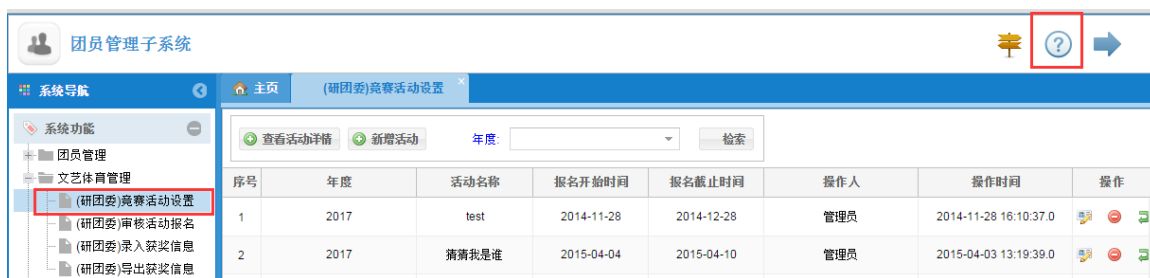 团员管理子系统
系统导航
主页
(研团委)竞赛活动设置
系统功能
团员管理
文艺体育管理
(研团委)竞赛活动设置
(研团委)审核活动报名
(研团委)录入获奖信息
(研团委)导出获奖信息
查看活动详情 新增活动 年度: 检索
序号 年度 活动名称 报名开始时间 报名截止时间 操作人 操作时间 操作
1 2017 test 2014-11-28 2014-12-28 管理员 2014-11-28 16:10:37.0
2 2017 猜猜我是谁 2015-04-04 2015-04-10 管理员 2015-04-03 13:19:39.0